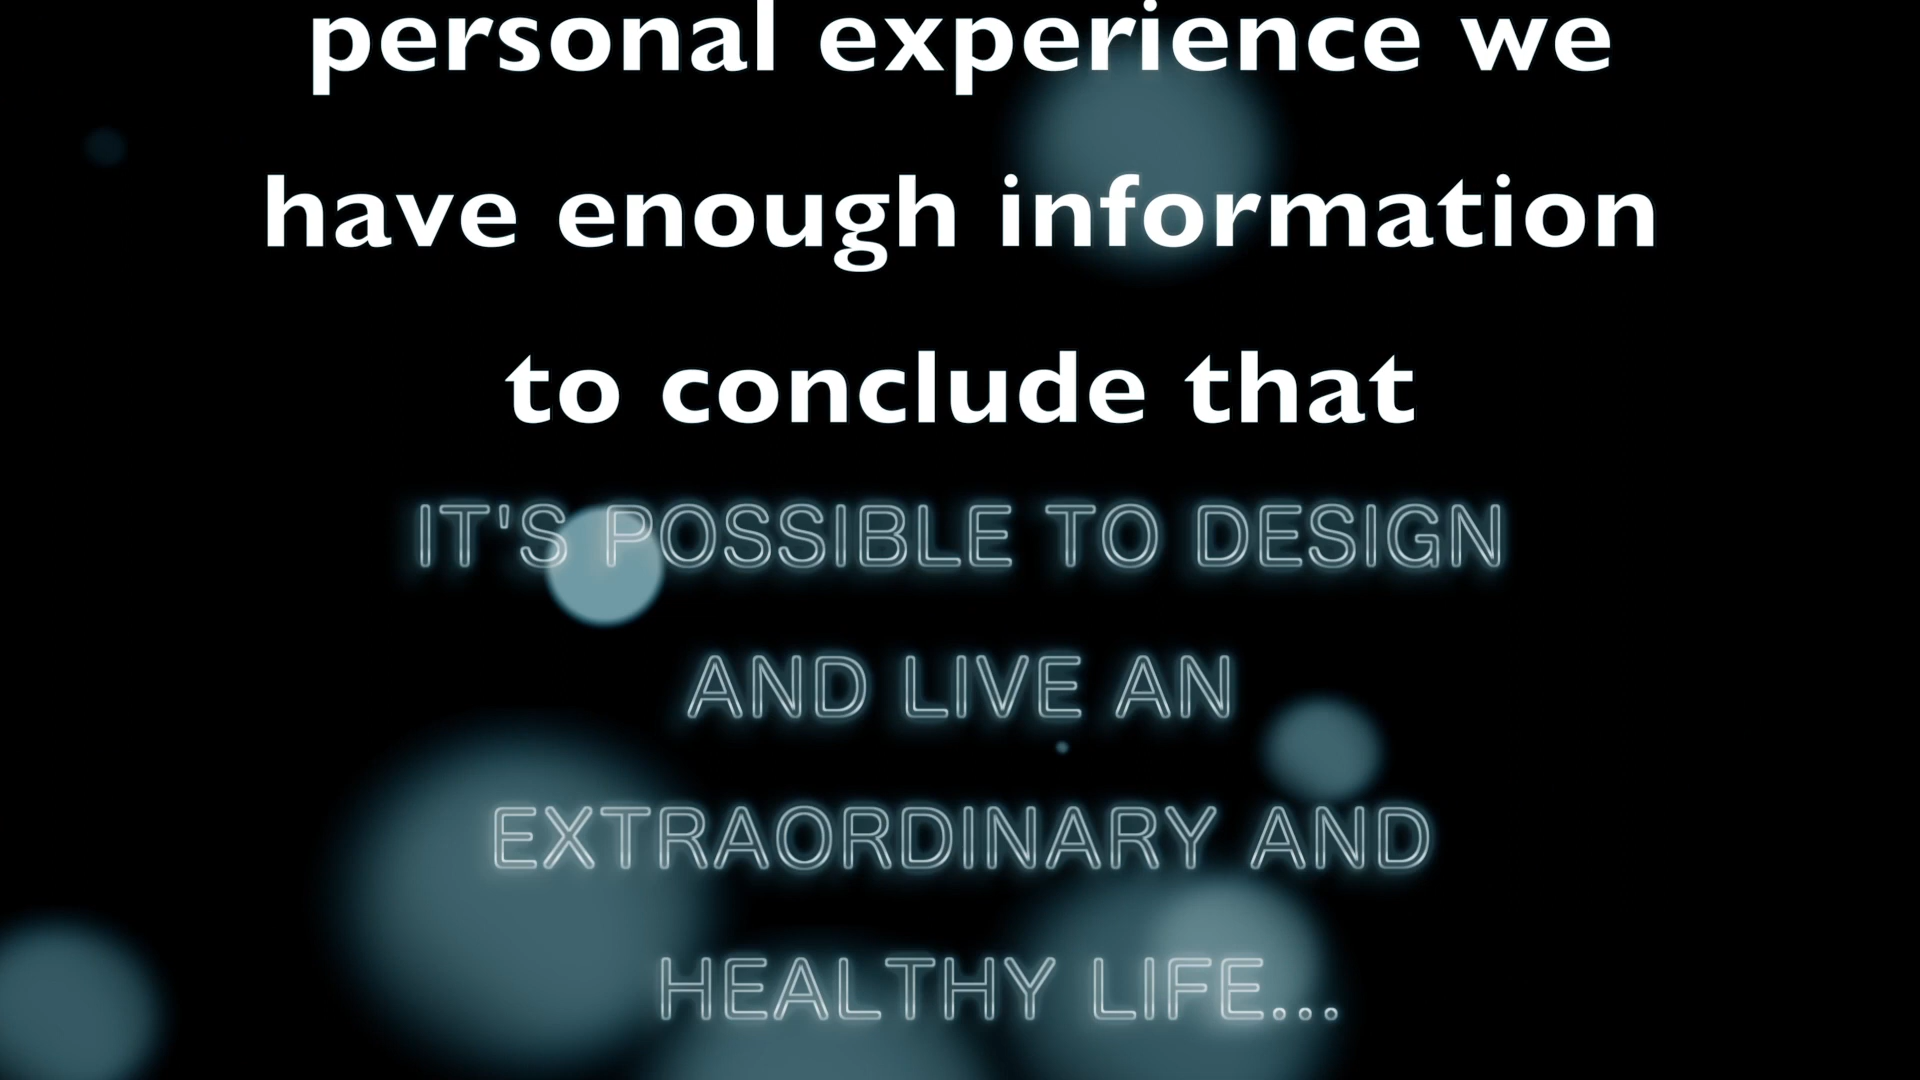 personal experience we
have enough information
to conclude that
IT'S POSSIBLE TO DESIGN
AND LIVE AN
EXTRAORDINARY AND
HEALTHY LIFE...